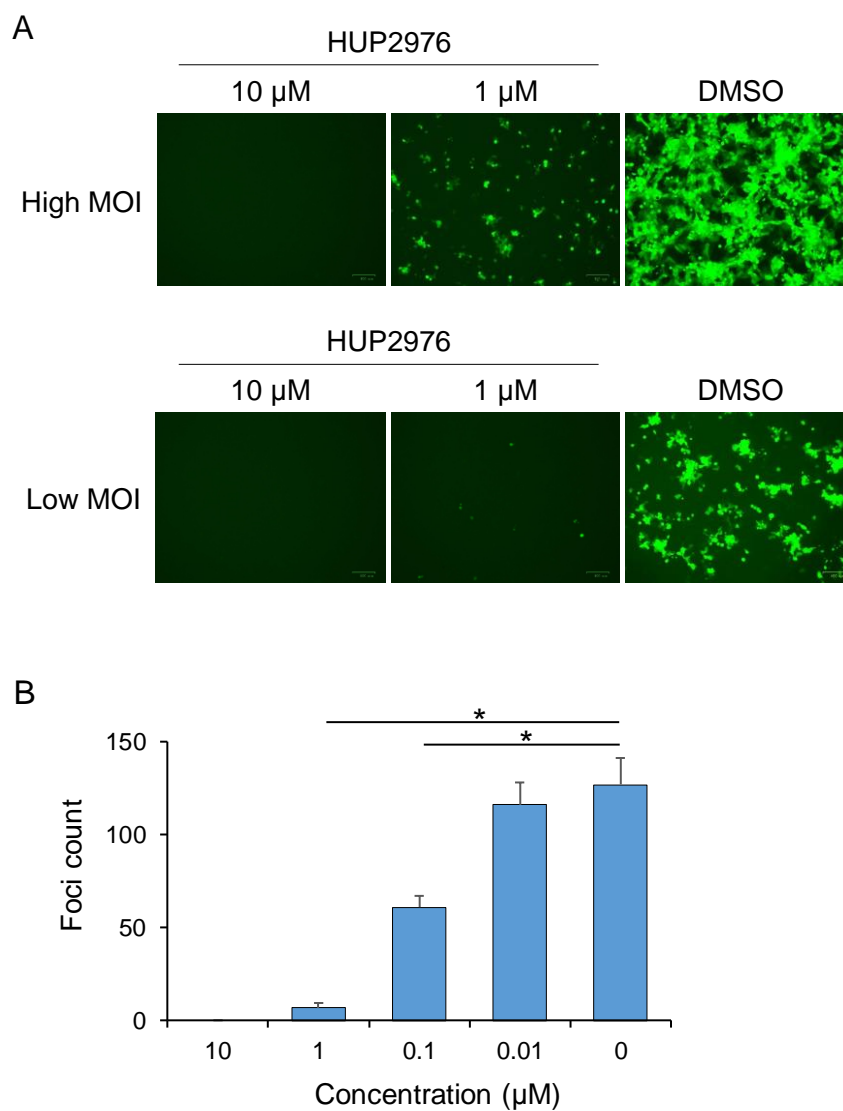 A
HUP2976
10 µM 1 µM DMSO
High MOI
HUP2976
10 µM 1 µM DMSO
Low MOI
B
*
*
150
100
50
0
Foci count
10 1 0.1 0.01 0
Concentration (µM)